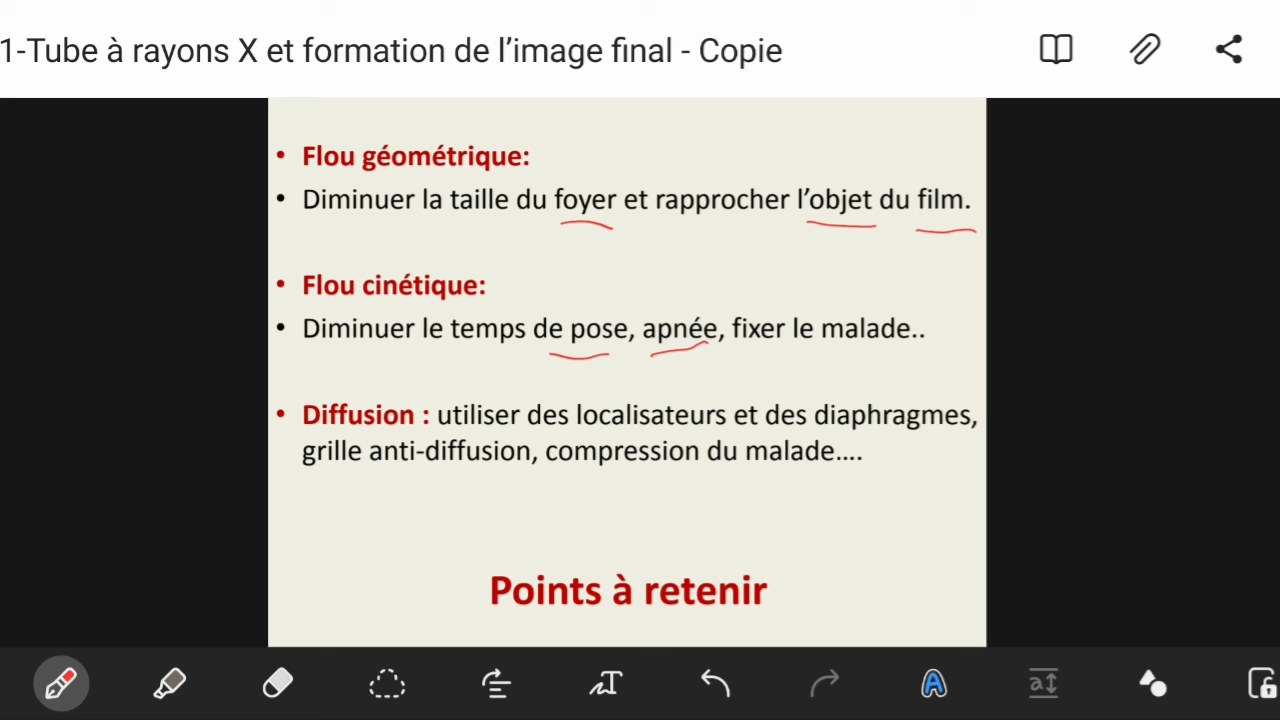 1-Tube à rayons X et formation de l’image final - Copie
• Flou géométrique:
• Diminuer la taille du foyer et rapprocher l’objet du film.
• Flou cinétique:
• Diminuer le temps de pose, apnée, fixer le malade..
• Diffusion : utiliser des localisateurs et des diaphragmes,
grille anti-diffusion, compression du malade....
Points à retenir